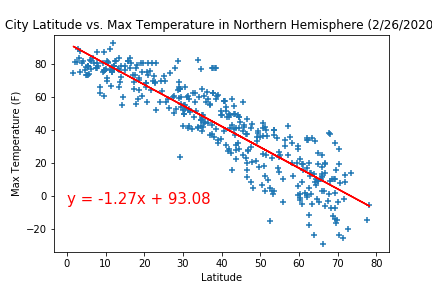 City Latitude vs. Max Temperature in Northern Hemisphere (2/26/2020
80
60
40
20
0
−20
Max Temperature (F)
y = -1.27x + 93.08
0 10 20 30 40 50 60 70 80
Latitude